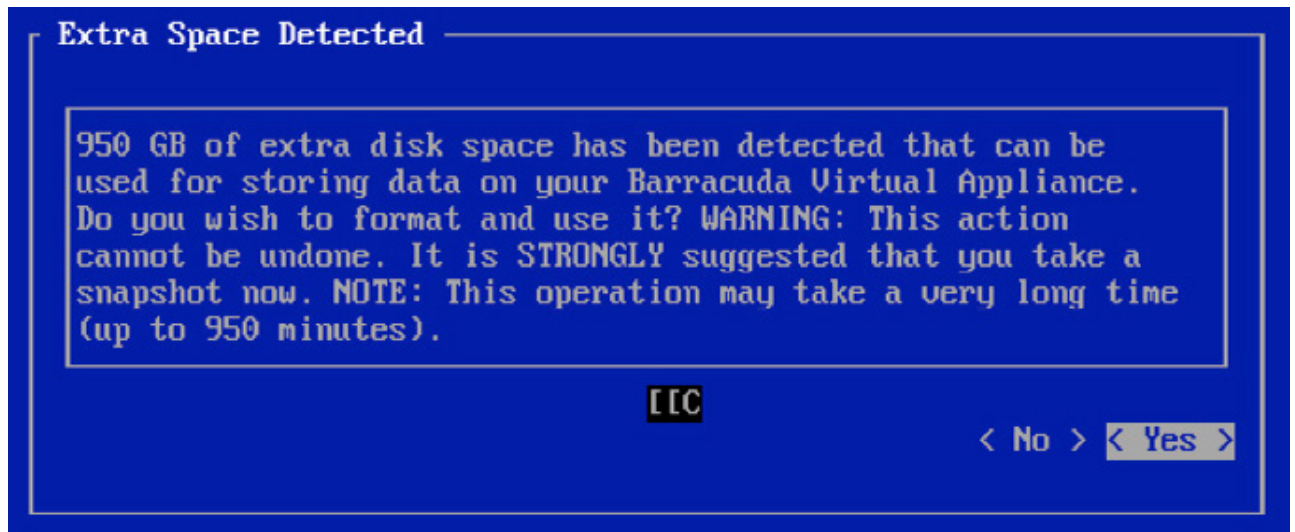 Extra Space Detected
950 GB of extra disk space has been detected that can be
used for storing data on your Barracuda Virtual Appliance.
Do you wish to format and use it? WARNING: This action
cannot be undone. It is STRONGLY suggested that you take a
snapshot now. NOTE: This operation may take a very long time
(up to 950 minutes).
[[C
< No > < Yes >